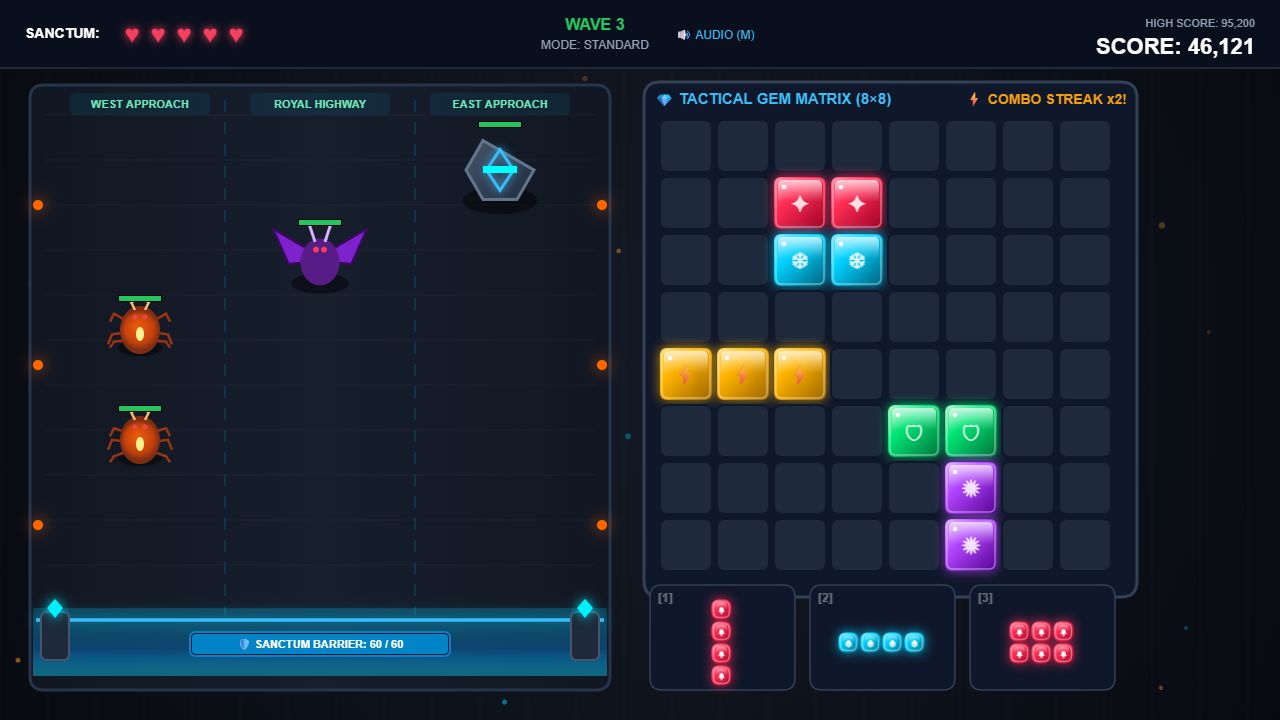 SANCTUM:
WAVE 3
MODE: STANDARD
AUDIO (M)
HIGH SCORE: 95,200
SCORE: 46,121
WEST APPROACH
ROYAL HIGHWAY
EAST APPROACH
TACTICAL GEM MATRIX (8×8)
COMBO STREAK x2!
SANCTUM BARRIER: 60 / 60
[1]
[2]
[3]